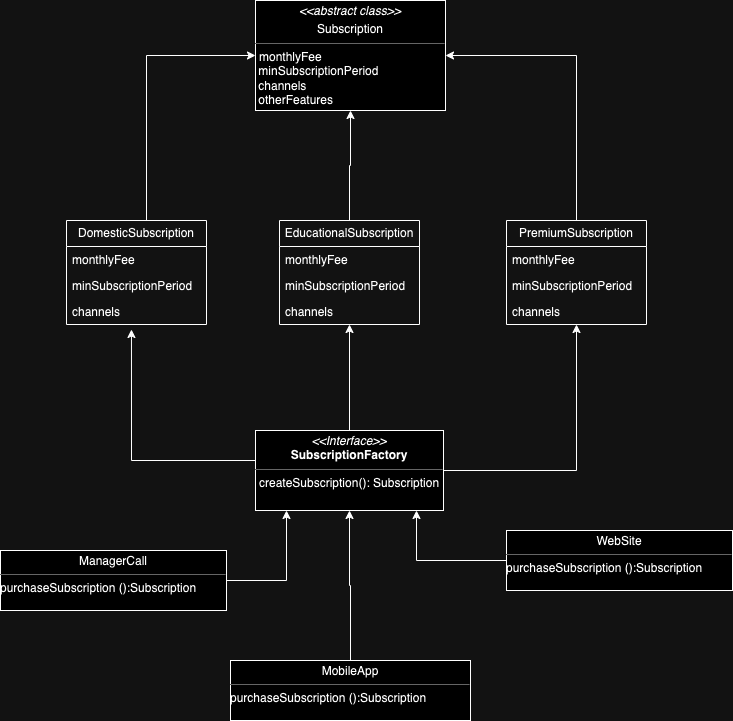 <<abstract class>>
Subscription
monthlyFee
minSubscriptionPeriod
channels
otherFeatures
DomesticSubscription
monthlyFee
minSubscriptionPeriod
channels
EducationalSubscription
monthlyFee
minSubscriptionPeriod
channels
PremiumSubscription
monthlyFee
minSubscriptionPeriod
channels
<<Interface>>
SubscriptionFactory
createSubscription(): Subscription
ManagerCall
purchaseSubscription ():Subscription
WebSite
purchaseSubscription ():Subscription
MobileApp
purchaseSubscription ():Subscription